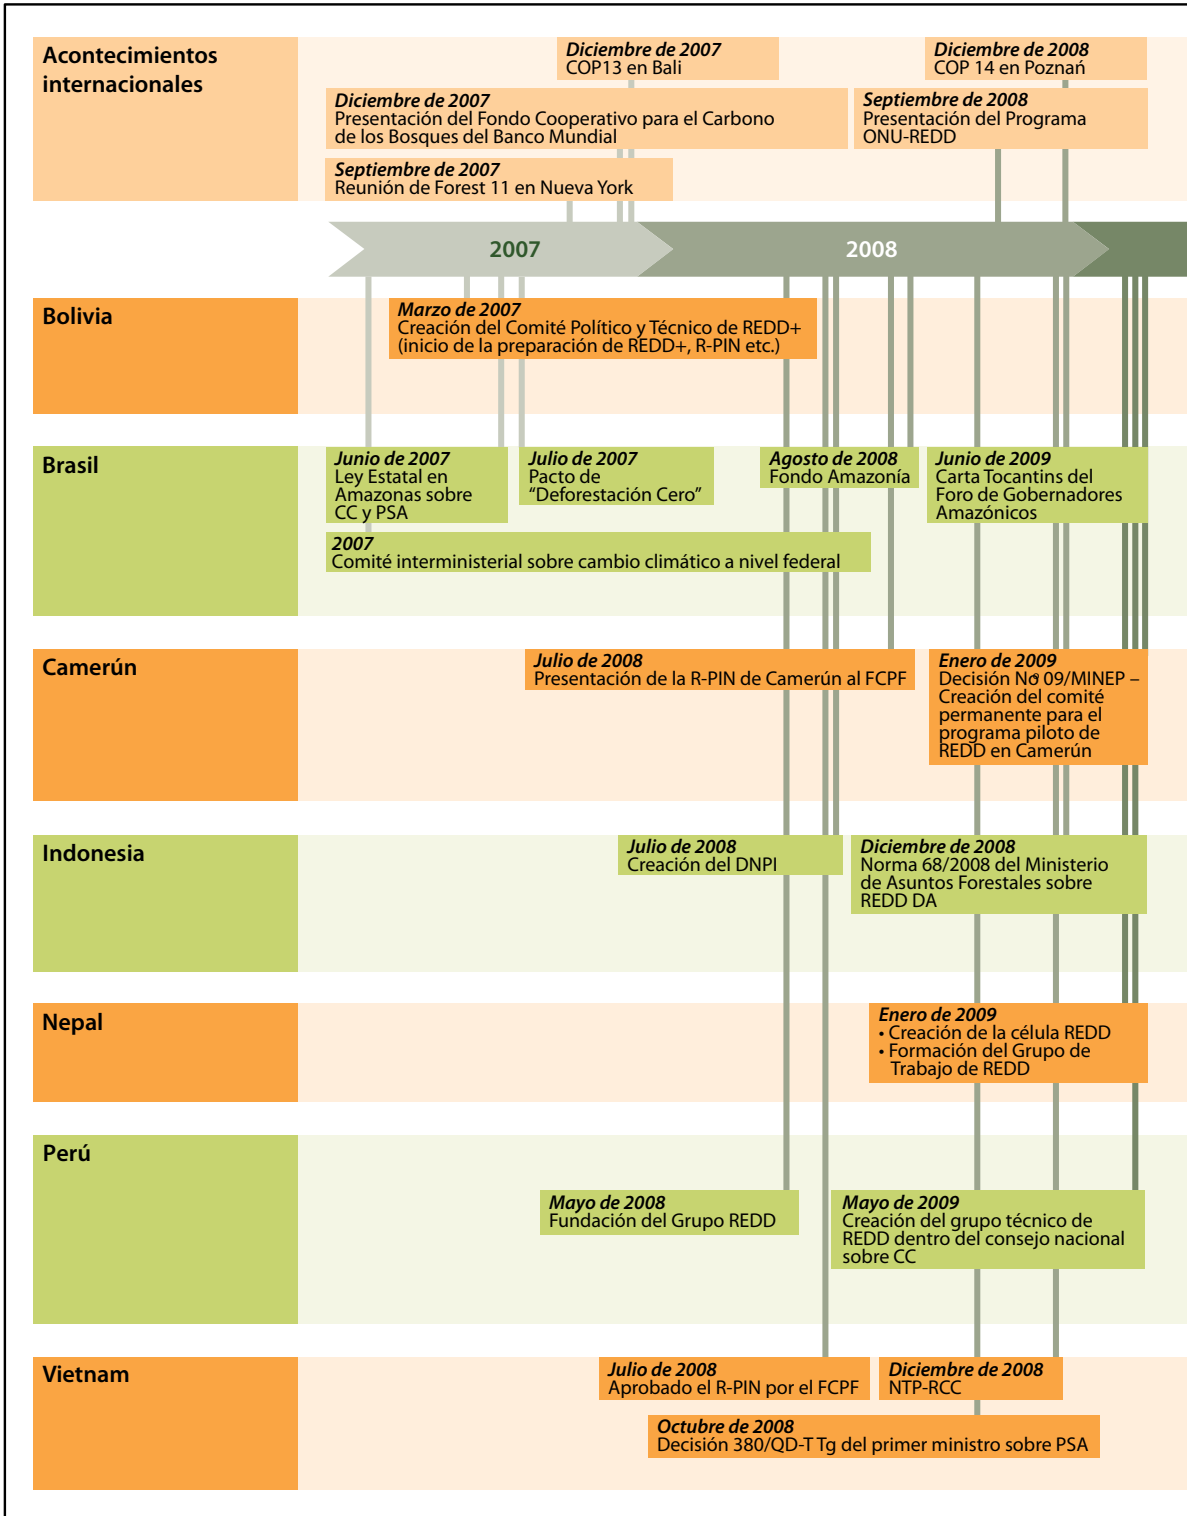 Acontecimientos
internacionales
Diciembre de 2007
COP13 en Bali
Diciembre de 2008
COP 14 en Poznań
Diciembre de 2007
Presentación del Fondo Cooperativo para el Carbono
de los Bosques del Banco Mundial
Septiembre de 2008
Presentación del Programa
ONU-REDD
Septiembre de 2007
Reunión de Forest 11 en Nueva York
2007
2008
Bolivia
Marzo de 2007
Creación del Comité Político y Técnico de REDD+
(inicio de la preparación de REDD+, R-PIN etc.)
Brasil
Junio de 2007
Ley Estatal en
Amazonas sobre
CC y PSA
Julio de 2007
Pacto de
“Deforestación Cero”
Agosto de 2008
Fondo Amazonía
Junio de 2009
Carta Tocantins del
Foro de Gobernadores
Amazónicos
2007
Comité interministerial sobre cambio climático a nivel federal
Camerún
Julio de 2008
Presentación de la R-PIN de Camerún al FCPF
Enero de 2009
Decisión Nº 09/MINEP –
Creación del comité
permanente para el
programa piloto de
REDD en Camerún
Indonesia
Julio de 2008
Creación del DNPI
Diciembre de 2008
Norma 68/2008 del Ministerio
de Asuntos Forestales sobre
REDD DA
Nepal
Enero de 2009
• Creación de la célula REDD
• Formación del Grupo de
Trabajo de REDD
Perú
Mayo de 2008
Fundación del Grupo REDD
Mayo de 2009
Creación del grupo técnico de
REDD dentro del consejo nacional
sobre CC
Vietnam
Julio de 2008
Aprobado el R-PIN por el FCPF
Diciembre de 2008
NTP-RCC
Octubre de 2008
Decisión 380/QD-T Tg del primer ministro sobre PSA